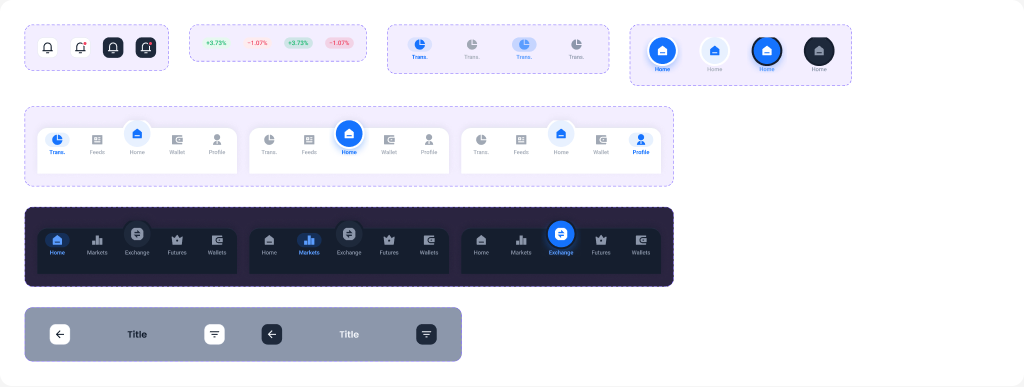 +3.73% -1.07% +3.73% -1.07%
Trans. Trans. Trans. Trans.
Home Home Home Home
Trans. Feeds Home Wallet Profile
Trans. Feeds Home Wallet Profile
Trans. Feeds Home Wallet Profile
Home Markets Exchange Futures Wallets
Home Markets Exchange Futures Wallets
Home Markets Exchange Futures Wallets
Title
Title